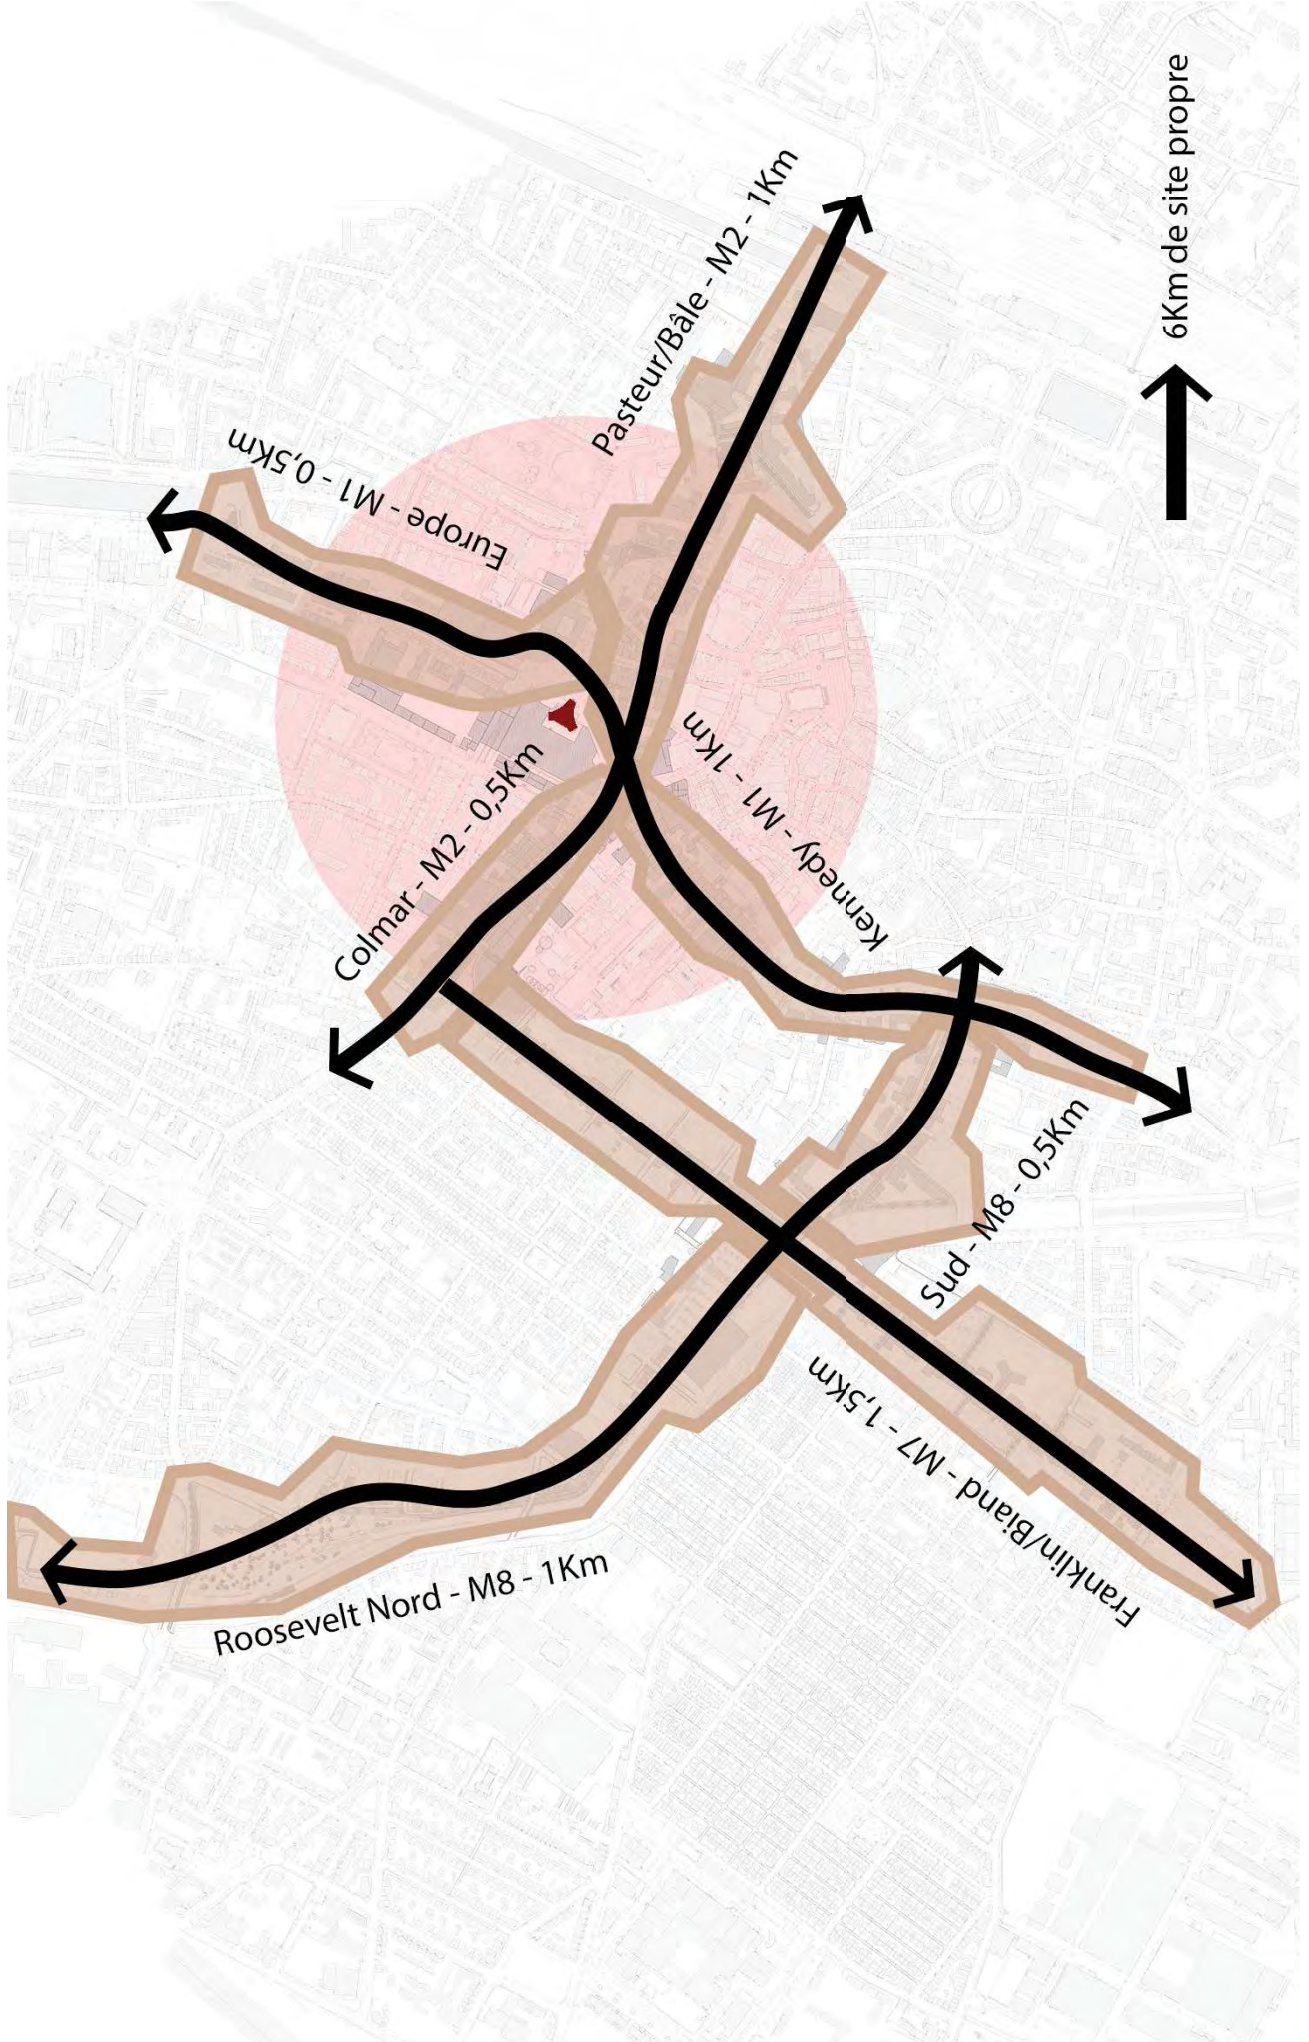 6Km de site propre
Pasteur/Bâle - M2 - 1Km
Europe - M1 - 0,5Km
Colmar - M2 - 0,5Km
Kennedy - M1 - 1Km
Sud - M8 - 0,5Km
Franklin/Biand - M7 - 1,5Km
Roosevelt Nord - M8 - 1Km